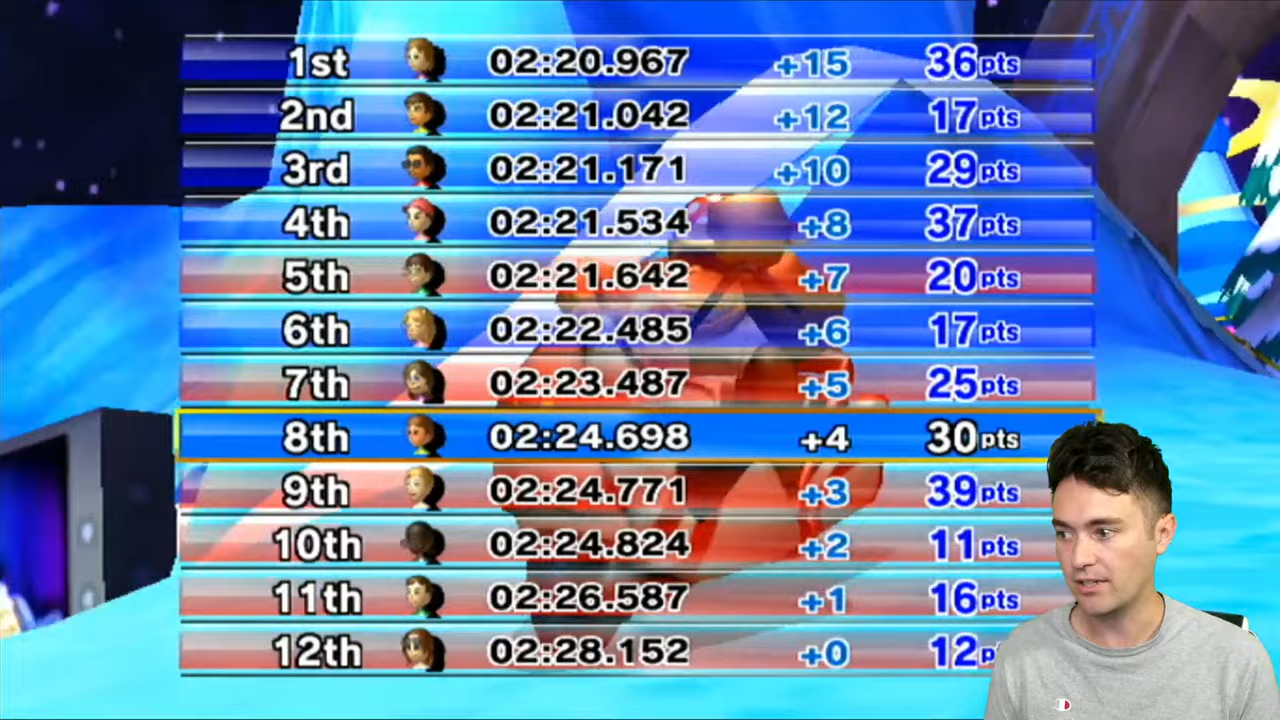 1st 02:20.967 +15 36pts
2nd 02:21.042 +12 17pts
3rd 02:21.171 +10 29pts
4th 02:21.534 +8 37pts
5th 02:21.642 +7 20pts
6th 02:22.485 +6 17pts
7th 02:23.487 +5 25pts
8th 02:24.698 +4 30pts
9th 02:24.771 +3 39pts
10th 02:24.824 +2 11pts
11th 02:26.587 +1 16pts
12th 02:28.152 +0 12p